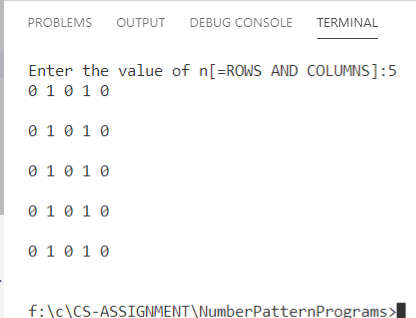 PROBLEMS OUTPUT DEBUG CONSOLE TERMINAL
Enter the value of n[=ROWS AND COLUMNS]:5
0 1 0 1 0
0 1 0 1 0
0 1 0 1 0
0 1 0 1 0
0 1 0 1 0
f:\c\CS-ASSIGNMENT\NumberPatternPrograms>